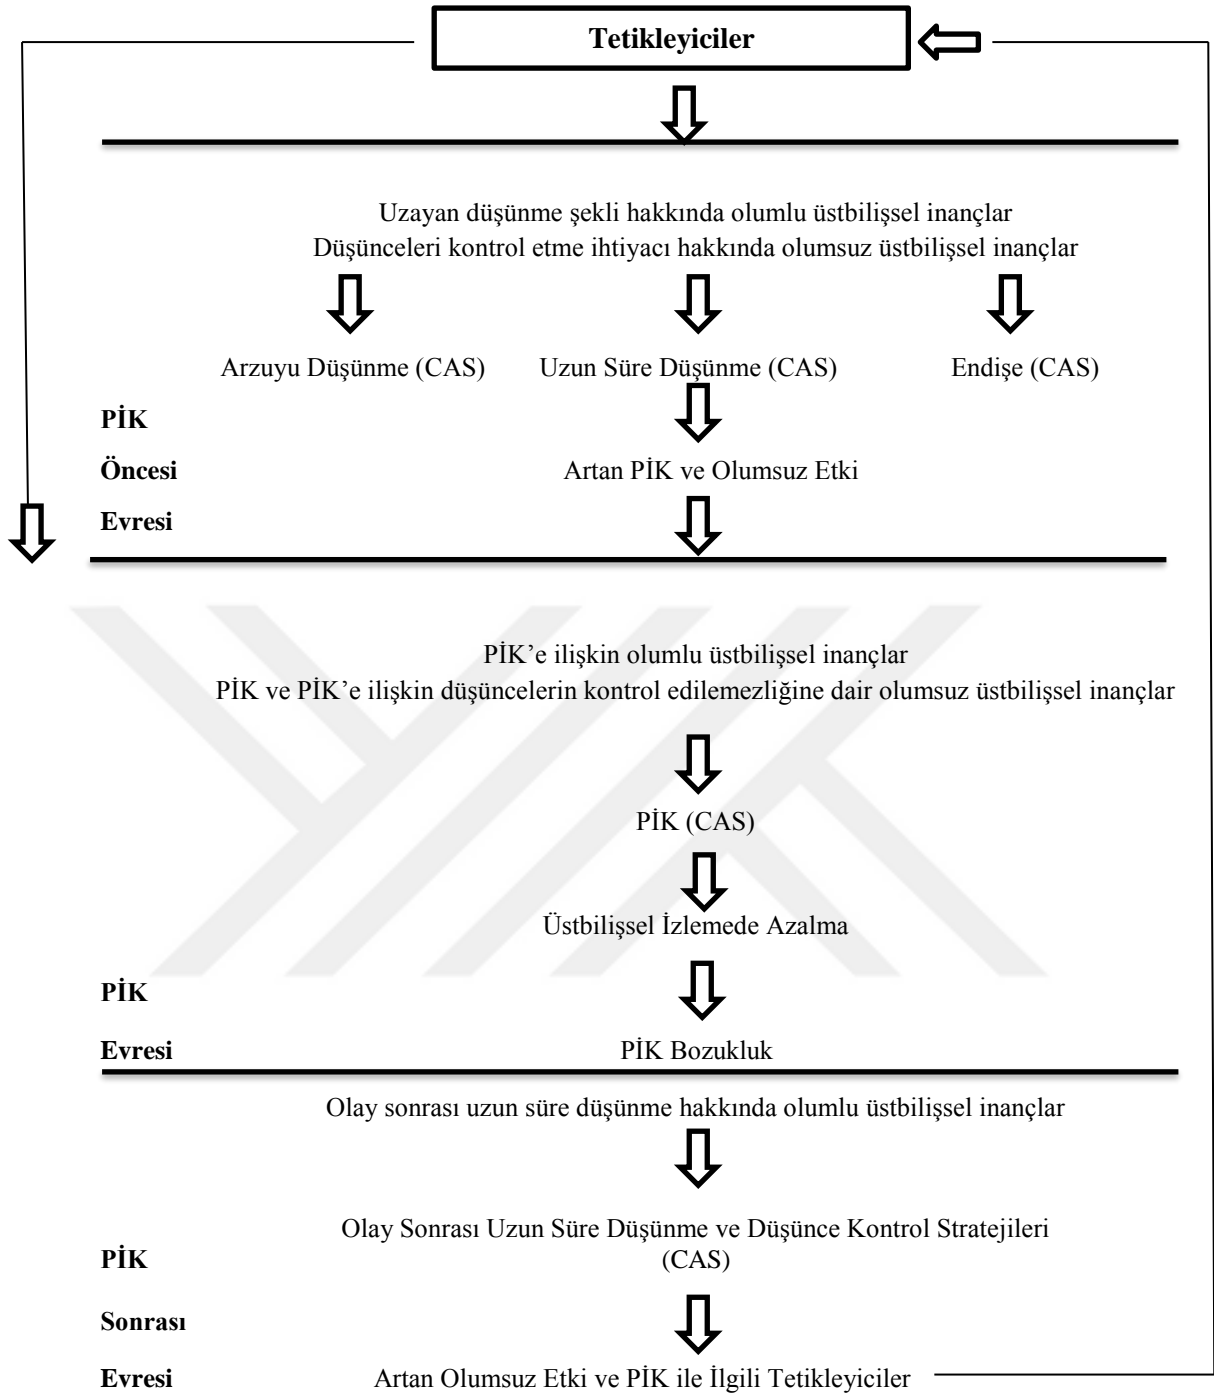 Tetikleyiciler
Uzayan düşünme şekli hakkında olumlu üstbilişsel inançlar
Düşünceleri kontrol etme ihtiyacı hakkında olumsuz üstbilişsel inançlar
Arzuyu Düşünme (CAS)
Uzun Süre Düşünme (CAS)
Endişe (CAS)
PİK
Öncesi
Evresi
Artan PİK ve Olumsuz Etki
PİK’e ilişkin olumlu üstbilişsel inançlar
PİK ve PİK’e ilişkin düşüncelerin kontrol edilemezliğine dair olumsuz üstbilişsel inançlar
PİK (CAS)
Üstbilişsel İzlemede Azalma
PİK
Evresi
PİK Bozukluk
Olay sonrası uzun süre düşünme hakkında olumlu üstbilişsel inançlar
Olay Sonrası Uzun Süre Düşünme ve Düşünce Kontrol Stratejileri
(CAS)
PİK
Sonrası
Evresi
Artan Olumsuz Etki ve PİK ile İlgili Tetikleyiciler